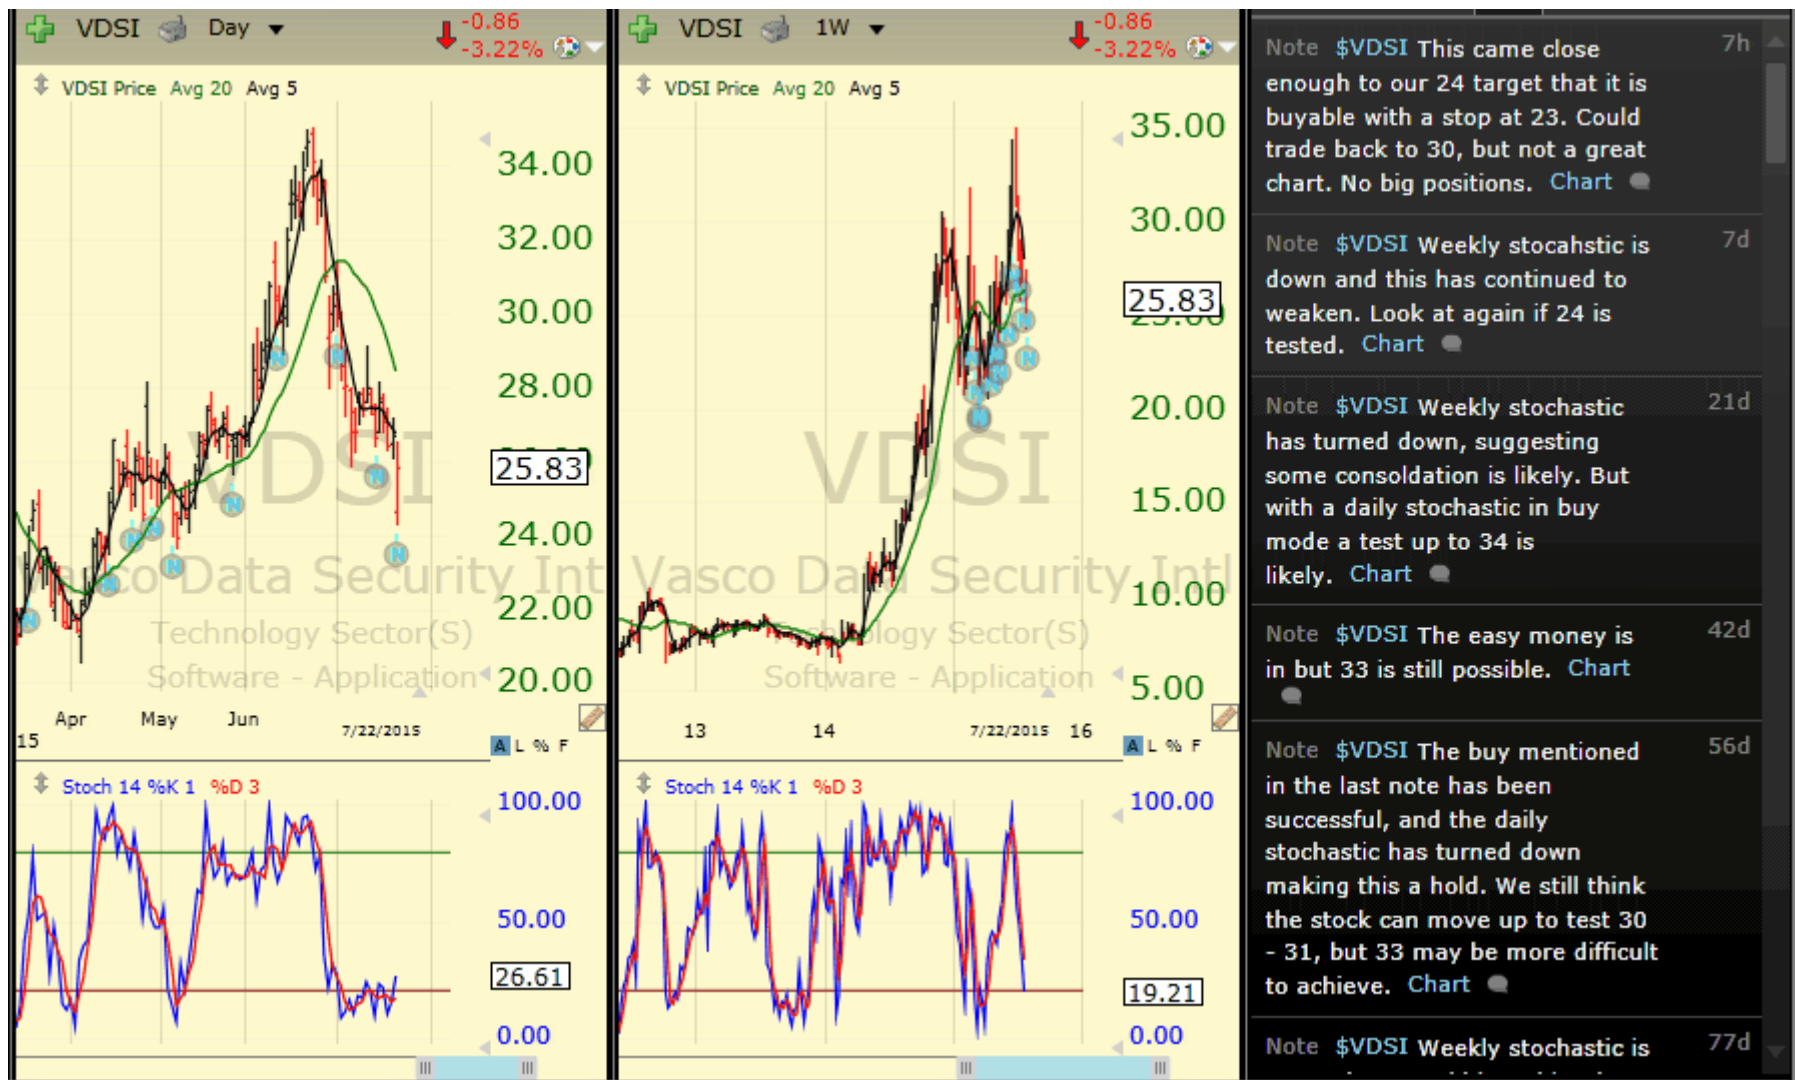 VDSI Day -0.86
-3.22%
VDSI Price Avg 20 Avg 5
34.00
32.00
30.00
28.00
25.83
24.00
22.00
20.00
VDSI
Vasco Data Security Int
Technology Sector(S)
Software - Application
Apr May Jun 7/22/2015
15
A L % F
Stoch 14 %K 1 %D 3
100.00
50.00
26.61
0.00
VDSI 1W -0.86
-3.22%
VDSI Price Avg 20 Avg 5
35.00
30.00
25.83
25.00
20.00
15.00
10.00
5.00
VDSI
Vasco Data Security Intl
Technology Sector(S)
Software - Application
13 14 7/22/2015 16
A L % F
Stoch 14 %K 1 %D 3
100.00
50.00
19.21
0.00
Note $VDSI This came close 7h
enough to our 24 target that it is
buyable with a stop at 23. Could
trade back to 30, but not a great
chart. No big positions. Chart
Note $VDSI Weekly stocahstic is 7d
down and this has continued to
weaken. Look at again if 24 is
tested. Chart
Note $VDSI Weekly stochastic 21d
has turned down, suggesting
some consoldation is likely. But
with a daily stochastic in buy
mode a test up to 34 is
likely. Chart
Note $VDSI The easy money is 42d
in but 33 is still possible. Chart
Note $VDSI The buy mentioned 56d
in the last note has been
successful, and the daily
stochastic has turned down
making this a hold. We still think
the stock can move up to test 30
- 31, but 33 may be more difficult
to achieve. Chart
Note $VDSI Weekly stochastic is 77d